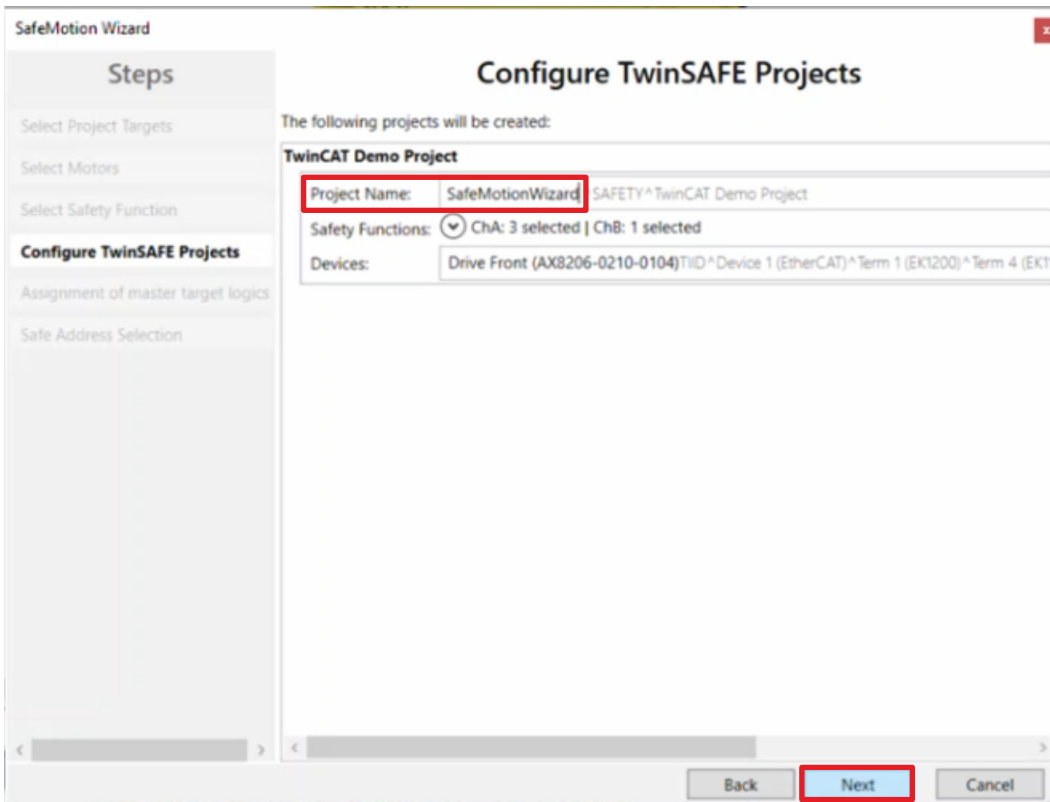 SafeMotion Wizard
x
Steps
Select Project Targets
Select Motors
Select Safety Function
Configure TwinSAFE Projects
Assignment of master target logics
Safe Address Selection
Configure TwinSAFE Projects
The following projects will be created:
TwinCAT Demo Project
Project Name: SafeMotionWizard SAFETY^TwinCAT Demo Project
Safety Functions: ChA: 3 selected | ChB: 1 selected
Devices: Drive Front (AX8206-0210-0104)TIID^Device 1 (EtherCAT)^Term 1 (EK1200)^Term 4 (EK1
Back Next Cancel